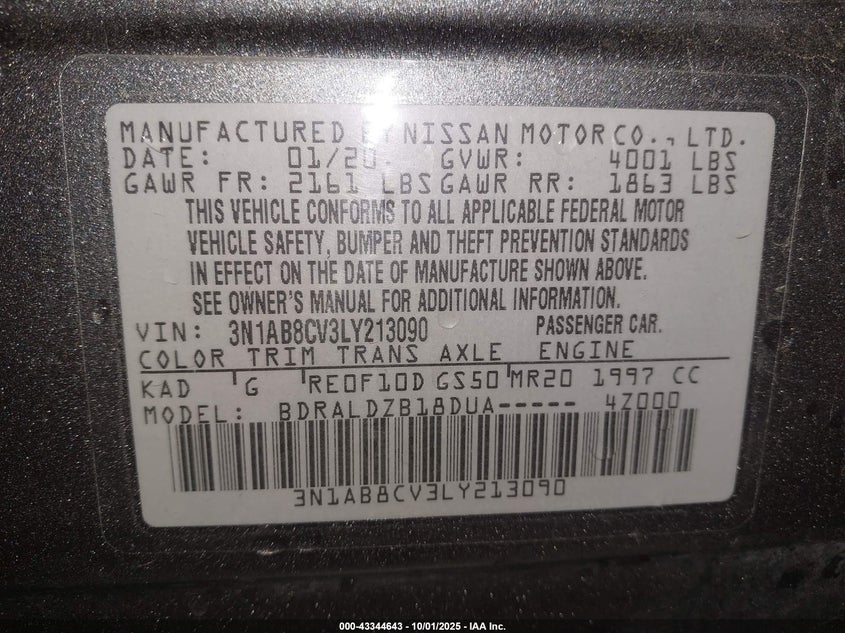 MANUFACTURED BY NISSAN MOTOR CO., LTD.
DATE: 01/20 GVWR: 4001 LBS
GAWR FR: 2161 LBS GAWR RR: 1863 LBS
THIS VEHICLE CONFORMS TO ALL APPLICABLE FEDERAL MOTOR
VEHICLE SAFETY, BUMPER AND THEFT PREVENTION STANDARDS
IN EFFECT ON THE DATE OF MANUFACTURE SHOWN ABOVE.
SEE OWNER'S MANUAL FOR ADDITIONAL INFORMATION.
VIN: 3N1AB8CV3LY213090 PASSENGER CAR.
COLOR TRIM TRANS AXLE ENGINE
KAD G RE0F10D GS50 MR20 1997 CC
MODEL: BDRALDZB18DUA----- 4Z000
3N1AB8CV3LY213090
000-43344643 - 10/01/2025 - IAA Inc.